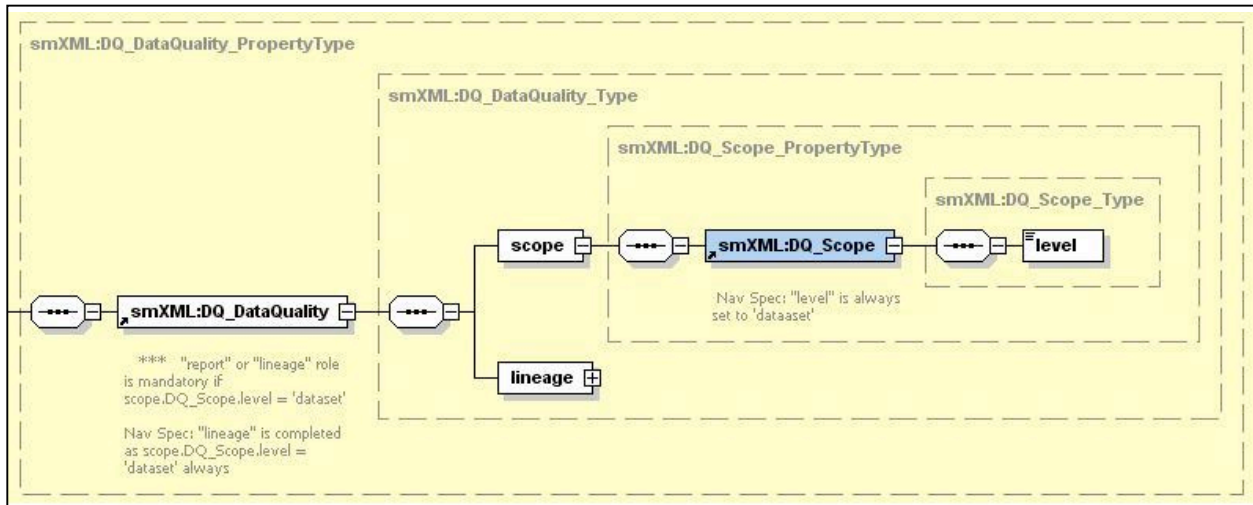 smXML:DQ_DataQuality_PropertyType
smXML:DQ_DataQuality_Type
smXML:DQ_Scope_PropertyType
smXML:DQ_Scope_Type
scope
smXML:DQ_Scope
level
Nav Spec: "level" is always
set to 'dataaset'
smXML:DQ_DataQuality
*** "report" or "lineage" role
is mandatory if
scope.DQ_Scope.level = 'dataset'
Nav Spec: "lineage" is completed
as scope.DQ_Scope.level =
'dataset' always
lineage